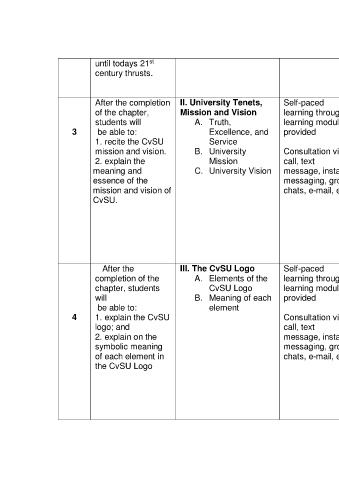 until todays 21st
century thrusts.
3
After the completion
of the chapter,
students will
be able to:
1. recite the CvSU
mission and vision.
2. explain the
meaning and
essence of the
mission and vision of
CvSU.
II. University Tenets,
Mission and Vision
A. Truth,
Excellence, and
Service
B. University
Mission
C. University Vision
Self-paced
learning throug
learning modul
provided
Consultation vi
call, text
message, insta
messaging, gro
chats, e-mail, e
4
After the
completion of the
chapter, students
will
be able to:
1. explain the CvSU
logo; and
2. explain on the
symbolic meaning
of each element in
the CvSU Logo
III. The CvSU Logo
A. Elements of the
CvSU Logo
B. Meaning of each
element
Self-paced
learning throug
learning modul
provided
Consultation vi
call, text
message, insta
messaging, gro
chats, e-mail, e